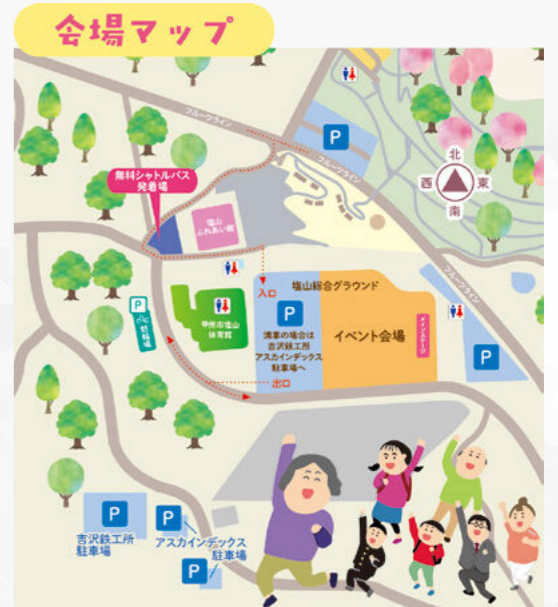 会場マップ
フルーツライン
P
フルーツライン
北
西 東
南
無料シャトルバス
発着場
塩山
ふれあい館
フルーツライン
入口
塩山総合グラウンド
P
駐輪場
甲州市塩山
体育館
P
満車の場合は
吉沢鉄工所
アスカインデックス
駐車場へ
イベント会場
メインステージ
P
出口
P
吉沢鉄工所
駐車場
P
アスカインデックス
駐車場
P